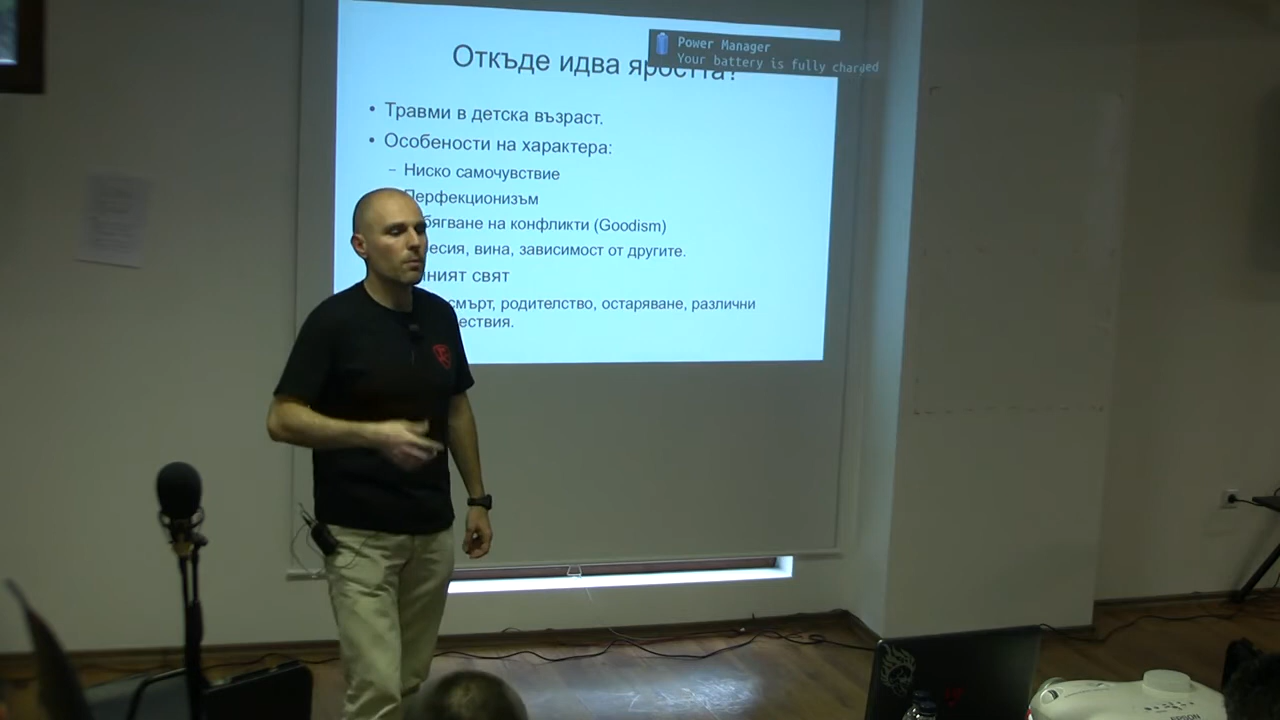 Откъде идва яростта?
Power Manager
Your battery is fully charged
• Травми в детска възраст.
• Особености на характера:
– Ниско самочувствие
Перфекционизъм
бягване на конфликти (Goodism)
есия, вина, зависимост от другите.
ният свят
смърт, родителство, остаряване, различни
ествия.
EPSON